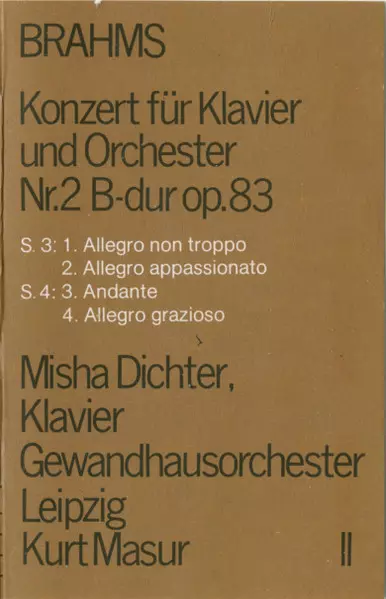 BRAHMS
Konzert für Klavier
und Orchester
Nr.2 B-dur op.83
S. 3: 1. Allegro non troppo
2. Allegro appassionato
S.4: 3. Andante
4. Allegro grazioso
Misha Dichter,
Klavier
Gewandhausorchester
Leipzig
Kurt Masur II